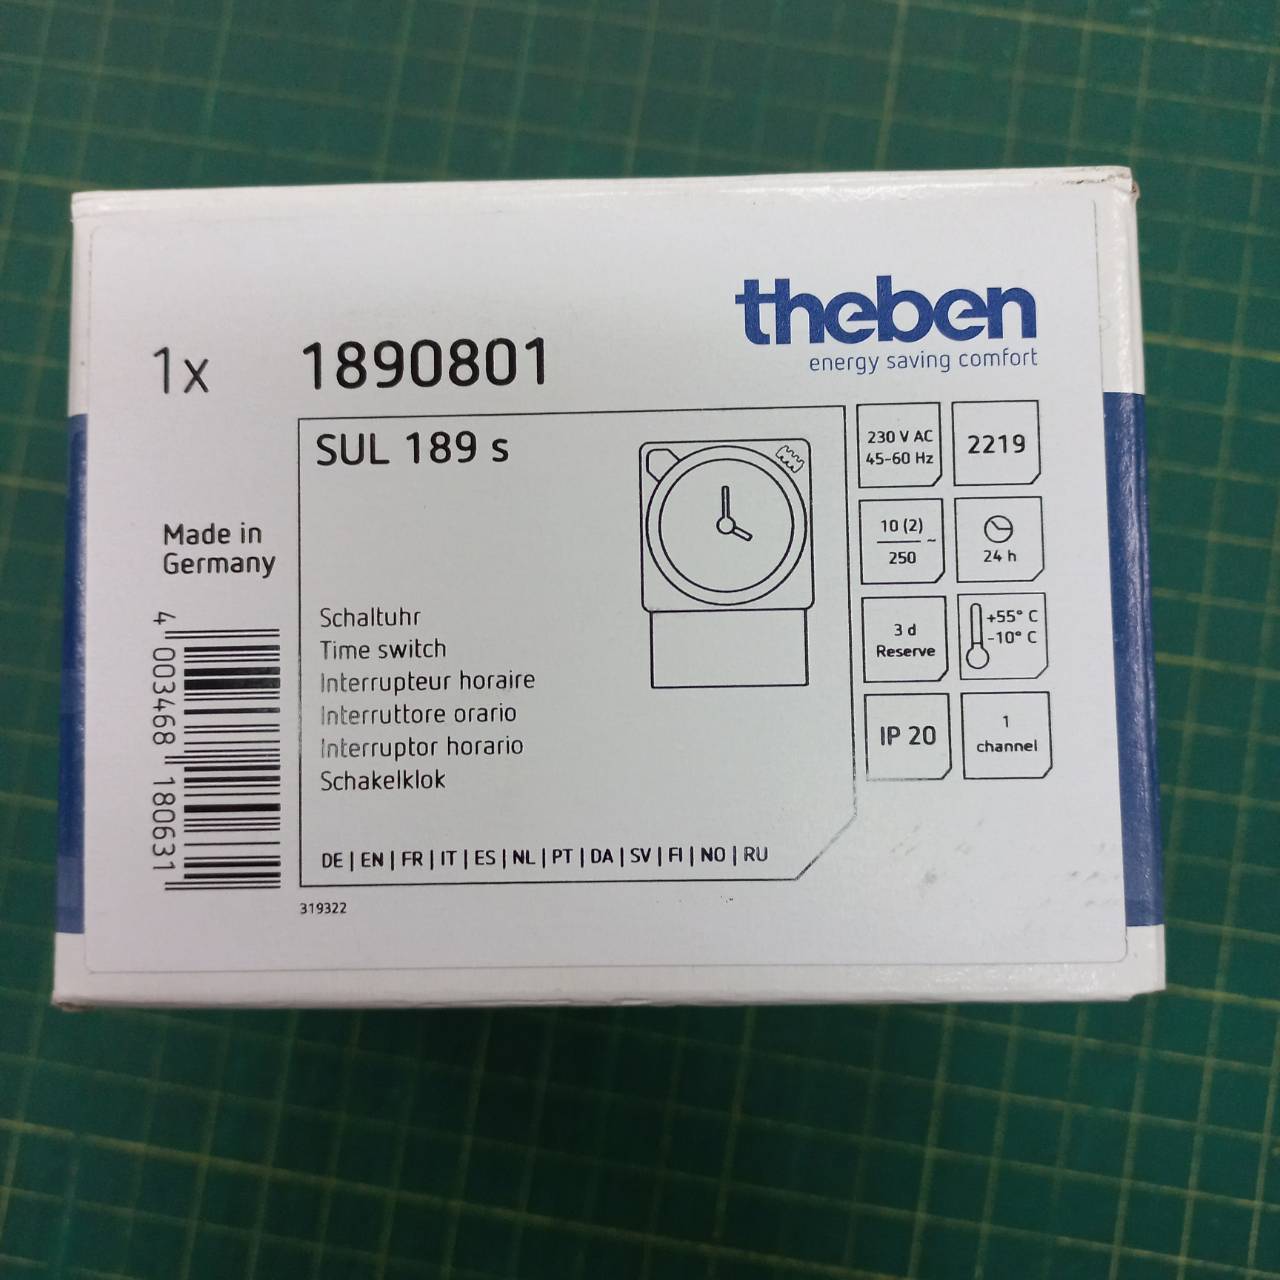 theben
energy saving comfort
1x
1890801
SUL 189 s
Made in
Germany
4 003468 180631
Schaltuhr
Time switch
Interrupteur horaire
Interruttore orario
Interruptor horario
Schakelklok
DE | EN | FR | IT | ES | NL | PT | DA | SV | FI | NO | RU
319322
230 V AC
45-60 Hz
2219
10 (2)
~
250
24 h
3 d
Reserve
+55° C
-10° C
IP 20
1
channel